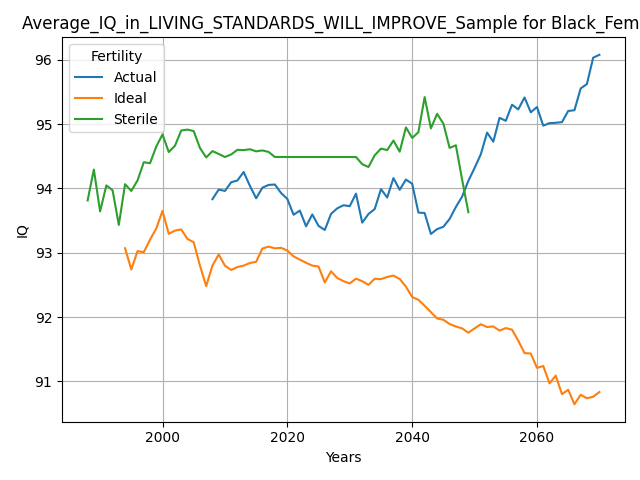 Average_IQ_in_LIVING_STANDARDS_WILL_IMPROVE_Sample for Black_Fem
Fertility
Actual
Ideal
Sterile
96
95
94
93
92
91
IQ
2000 2020 2040 2060
Years